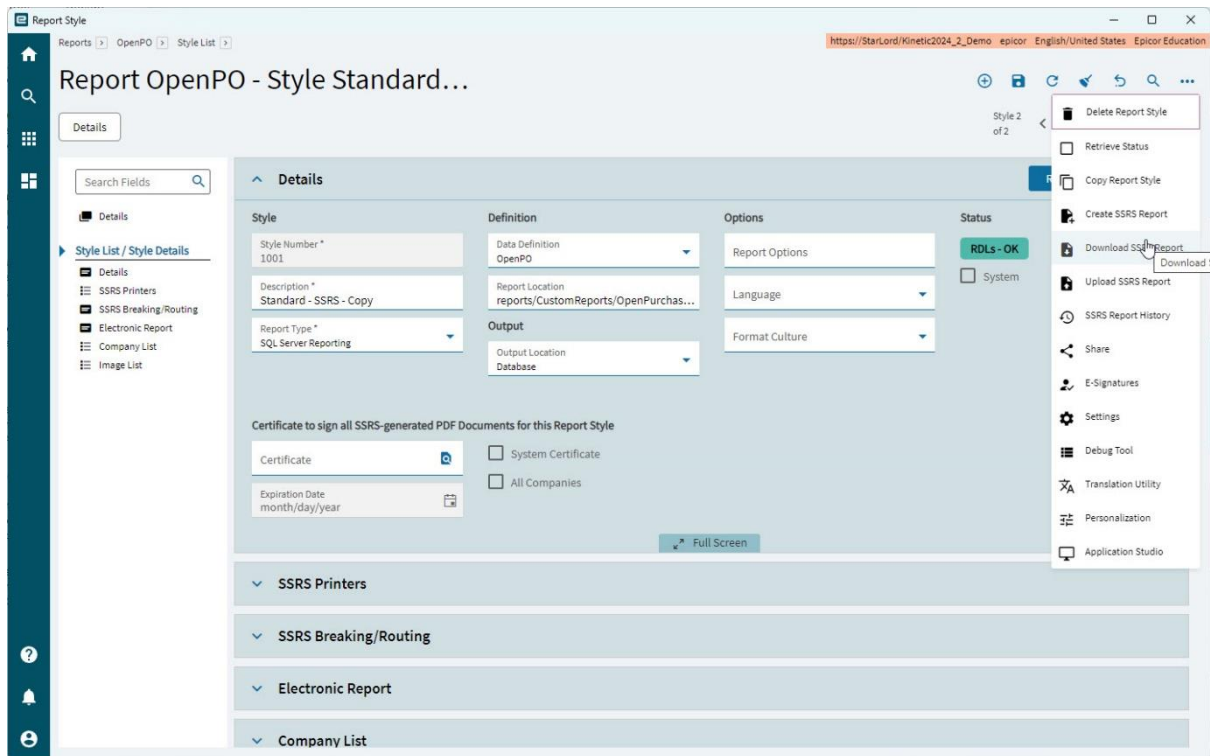 Report Style
Reports OpenPO Style List
https://StarLord/Kinetic2024_2_Demo epicor English/United States Epicor Education
Report OpenPO - Style Standard...
Details
Style 2
of 2
Delete Report Style
Retrieve Status
Copy Report Style
Create SSRS Report
Download SSRS Report
Download
Upload SSRS Report
SSRS Report History
Share
E-Signatures
Settings
Debug Tool
Translation Utility
Personalization
Application Studio
Search Fields
Details
Style List / Style Details
Details
SSRS Printers
SSRS Breaking/Routing
Electronic Report
Company List
Image List
Details
Style
Style Number *
1001
Description *
Standard - SSRS - Copy
Report Type *
SQL Server Reporting
Definition
Data Definition
OpenPO
Report Location
reports/CustomReports/OpenPurchas...
Output
Output Location
Database
Options
Report Options
Language
Format Culture
Status
RDLs - OK
System
Certificate to sign all SSRS-generated PDF Documents for this Report Style
Certificate
System Certificate
All Companies
Expiration Date
month/day/year
Full Screen
SSRS Printers
SSRS Breaking/Routing
Electronic Report
Company List